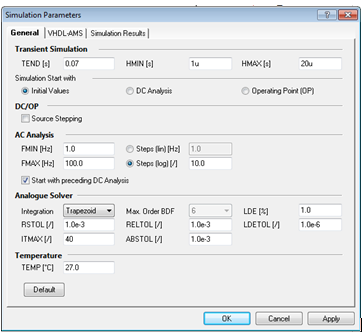 Simulation Parameters
General VHDL-AMS Simulation Results
Transient Simulation
TEND [s] 0.07 HMIN [s] 1u HMAX [s] 20u
Simulation Start with
Initial Values DC Analysis Operating Point (OP)
DC/OP
Source Stepping
AC Analysis
FMIN [Hz] 1.0 Steps (lin) [Hz] 1.0
FMAX [Hz] 100.0 Steps (log) [/] 10.0
Start with preceding DC Analysis
Analogue Solver
Integration Trapezoid Max. Order BDF 6 LDE [%] 1.0
RSTOL [/] 1.0e-3 RELTOL [/] 1.0e-3 LDETOL [/] 1.0e-6
ITMAX [/] 40 ABSTOL [/] 1.0e-3
Temperature
TEMP [°C] 27.0
Default
OK Cancel Apply